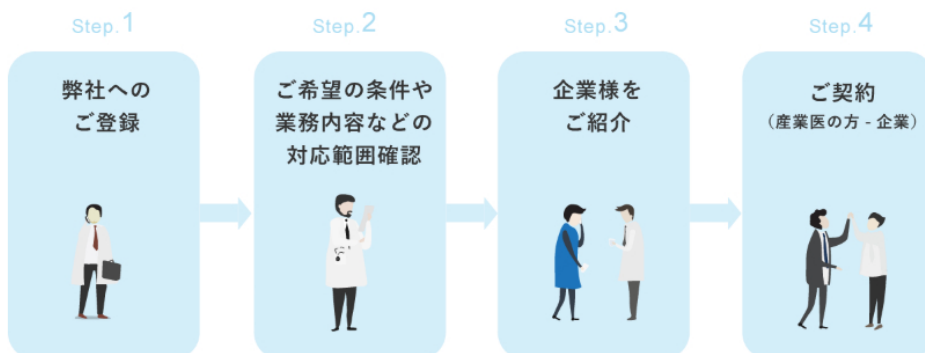 Step.1
弊社への
ご登録
Step.2
ご希望の条件や
業務内容などの
対応範囲確認
Step.3
企業様を
ご紹介
Step.4
ご契約
（産業医の方 - 企業）